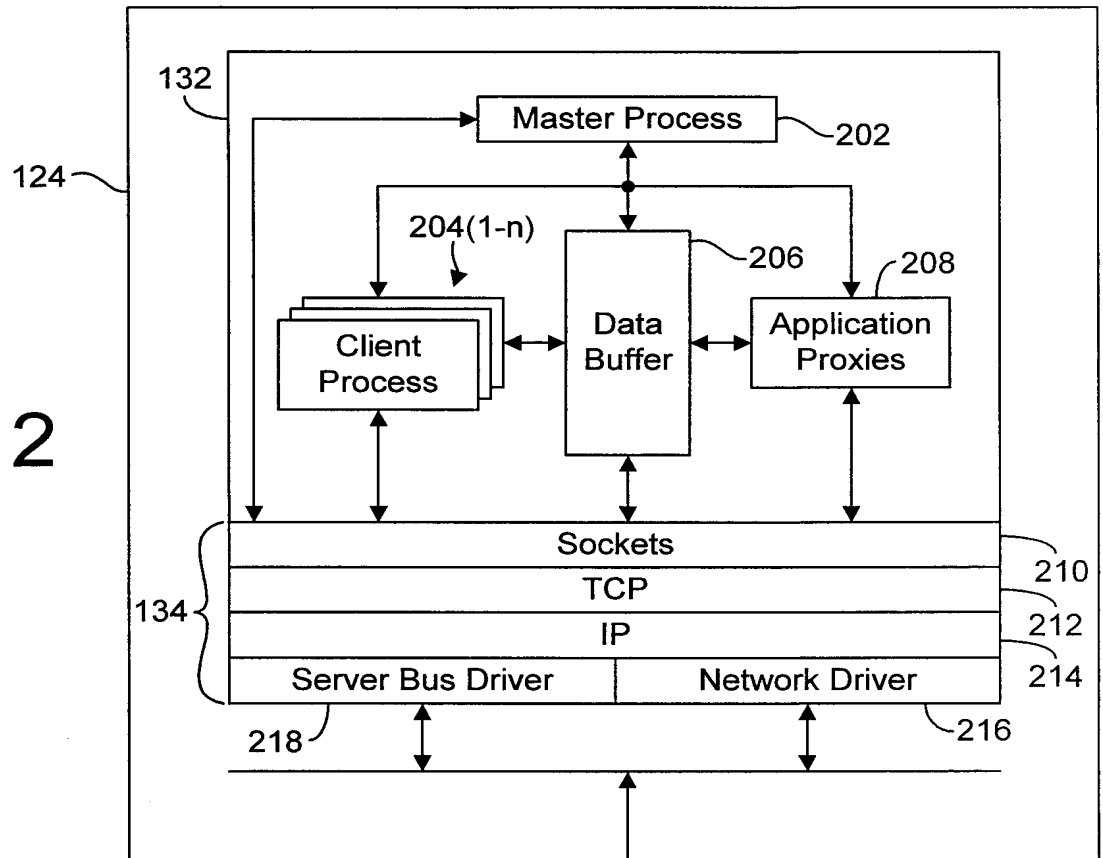 132
Master Process
202
124
204(1-n)
206
208
Client
Process
Data
Buffer
Application
Proxies
2
Sockets
210
TCP
212
134
IP
214
Server Bus Driver
Network Driver
218
216